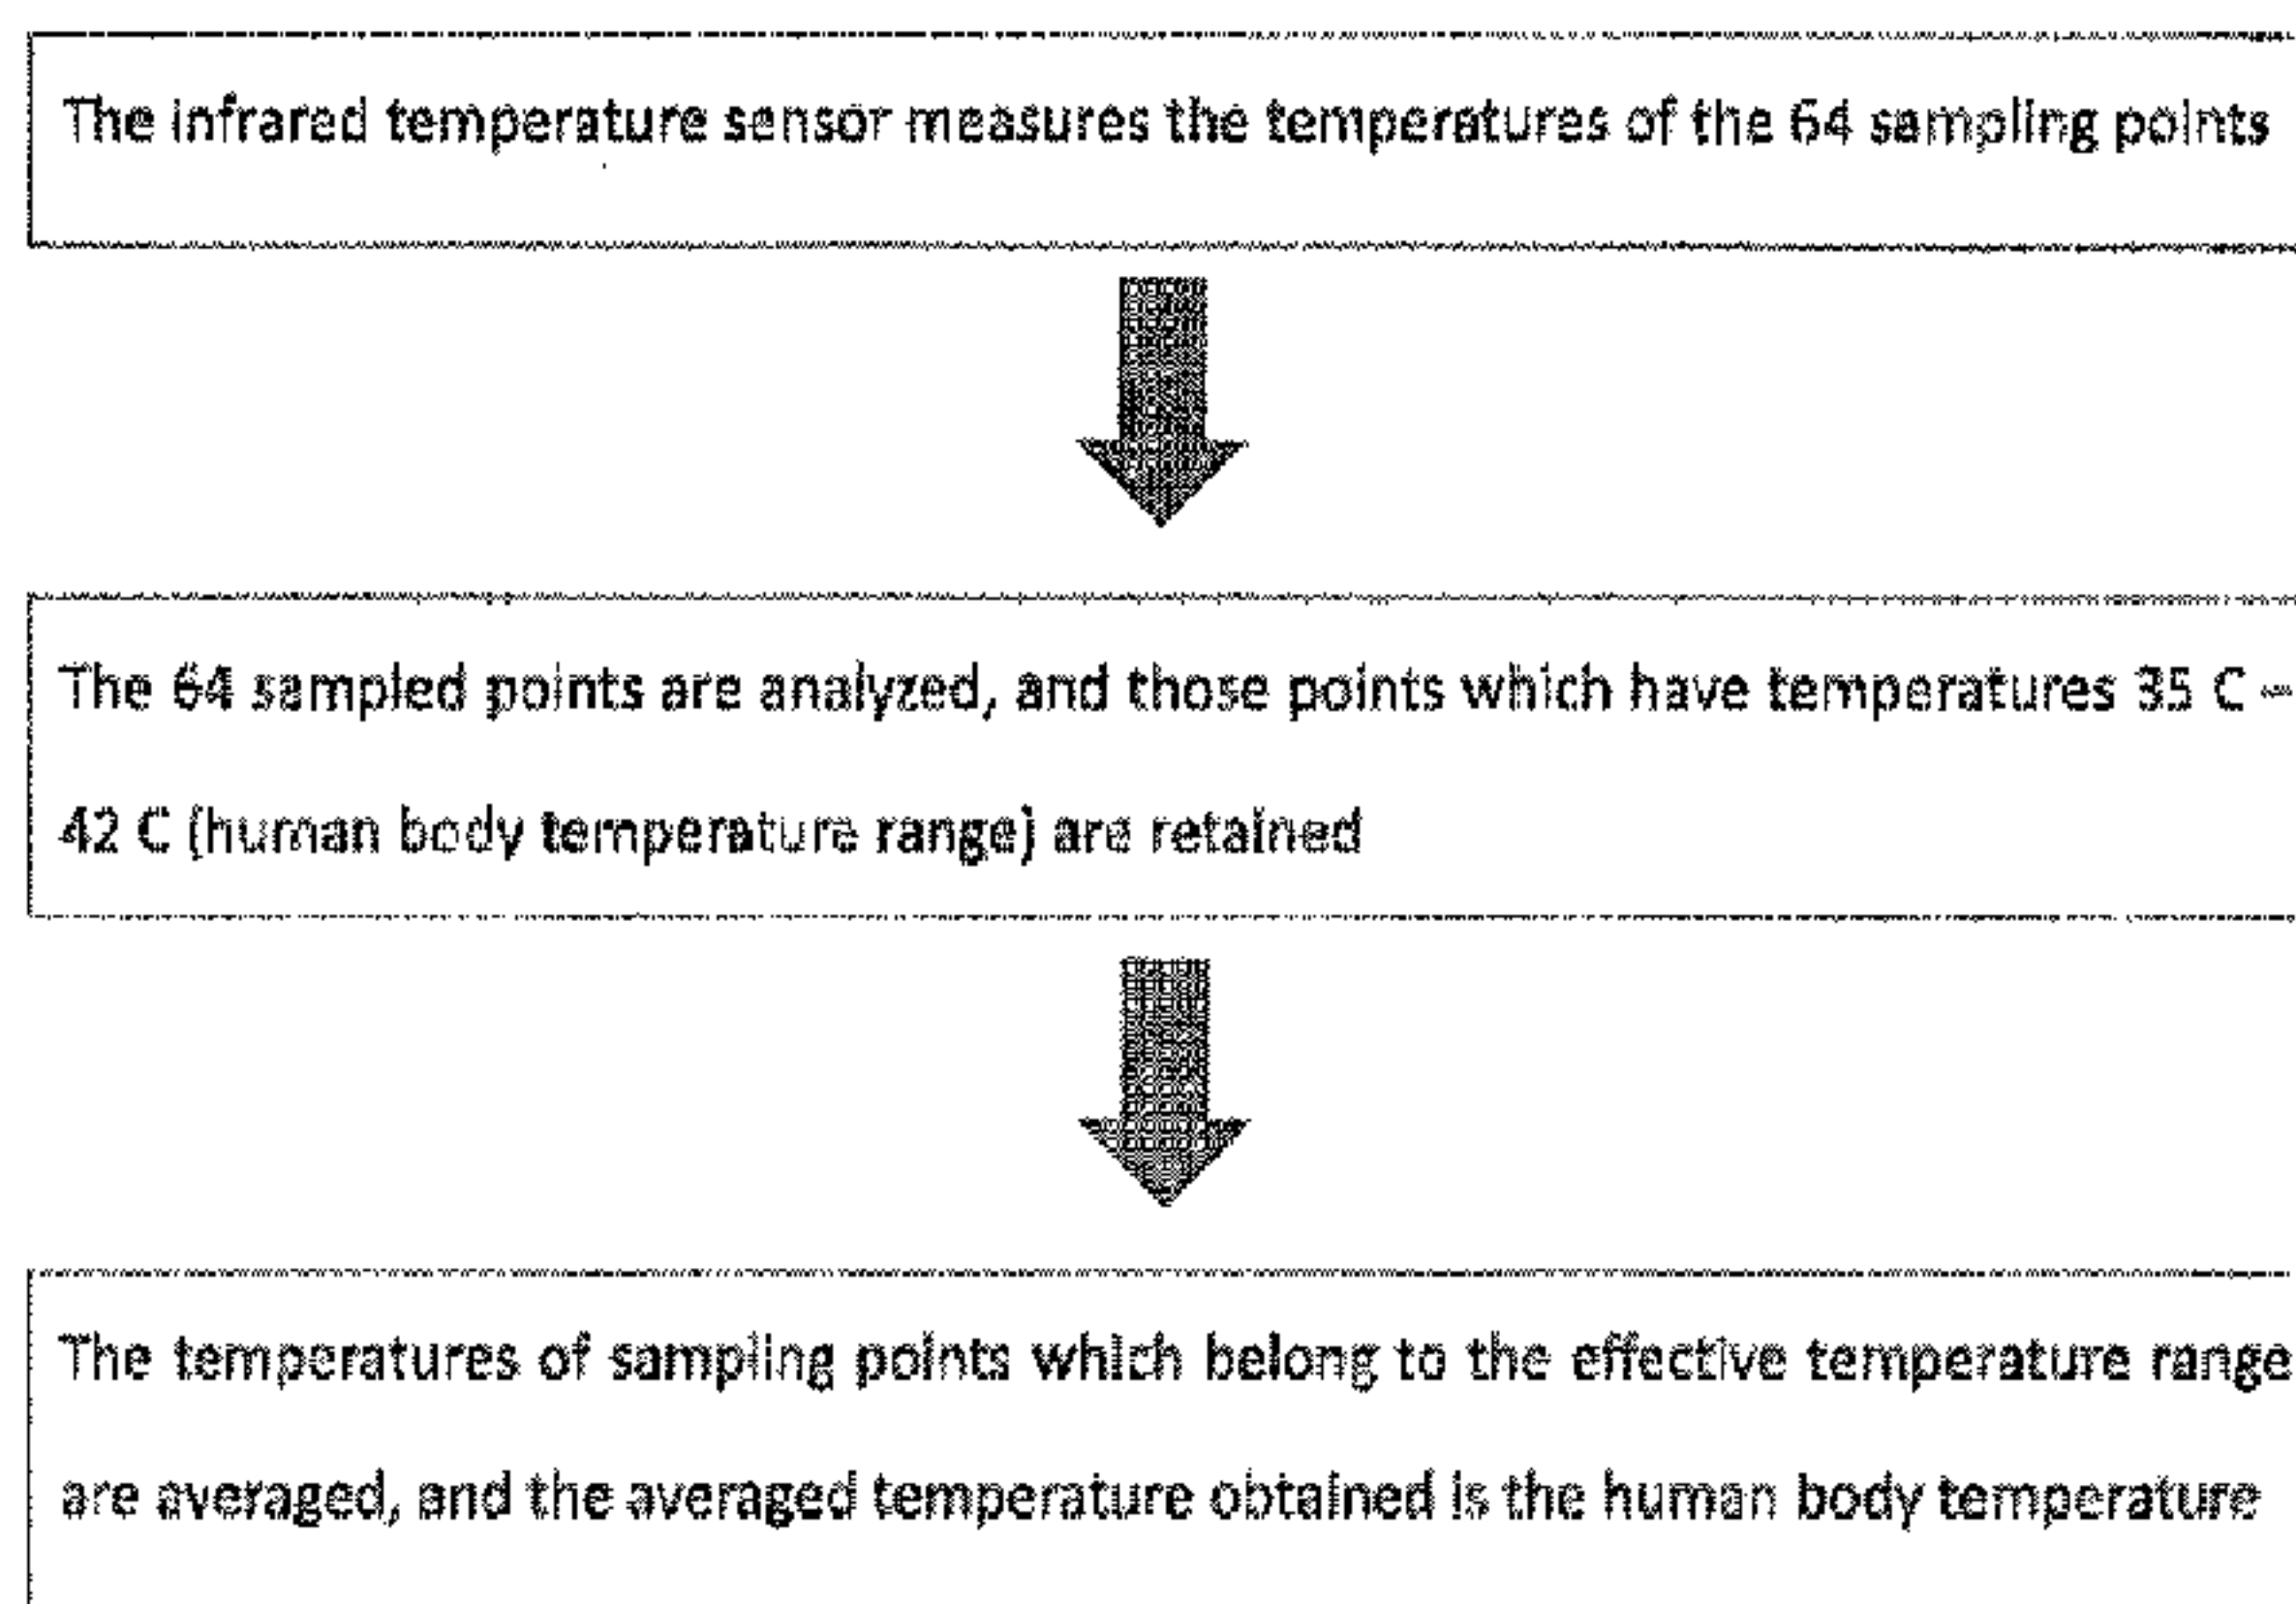 The infrared temperature sensor measures the temperatures of the 64 sampling points
The 64 sampled points are analyzed, and those points which have temperatures 35 C ~
42 C (human body temperature range) are retained
The temperatures of sampling points which belong to the effective temperature range
are averaged, and the averaged temperature obtained is the human body temperature